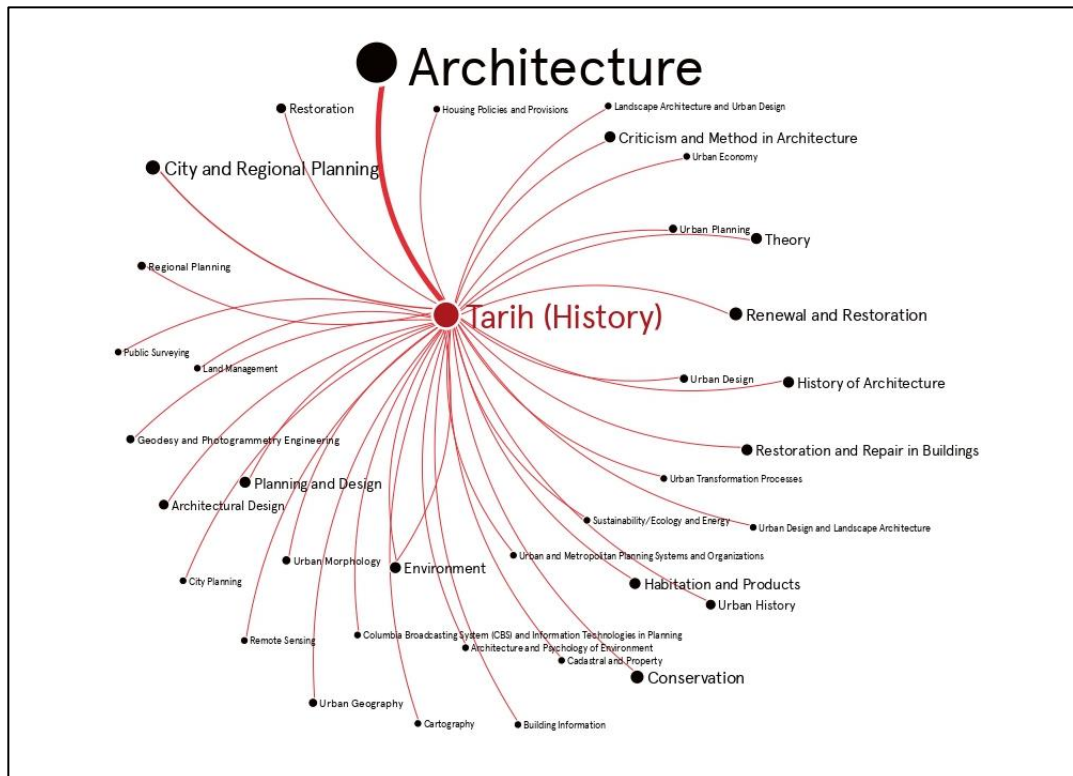 Architecture
Restoration
Housing Policies and Provisions
Landscape Architecture and Urban Design
Criticism and Method in Architecture
Urban Economy
City and Regional Planning
Urban Planning
Theory
Regional Planning
Tarih (History)
Renewal and Restoration
Public Surveying
Land Management
Urban Design
History of Architecture
Geodesy and Photogrammetry Engineering
Restoration and Repair in Buildings
Planning and Design
Urban Transformation Processes
Architectural Design
Sustainability/Ecology and Energy
Urban Design and Landscape Architecture
Urban Morphology
Urban and Metropolitan Planning Systems and Organizations
Environment
City Planning
Habitation and Products
Urban History
Remote Sensing
Columbia Broadcasting System (CBS) and Information Technologies in Planning
Architecture and Psychology of Environment
Cadastral and Property
Conservation
Urban Geography
Cartography
Building Information